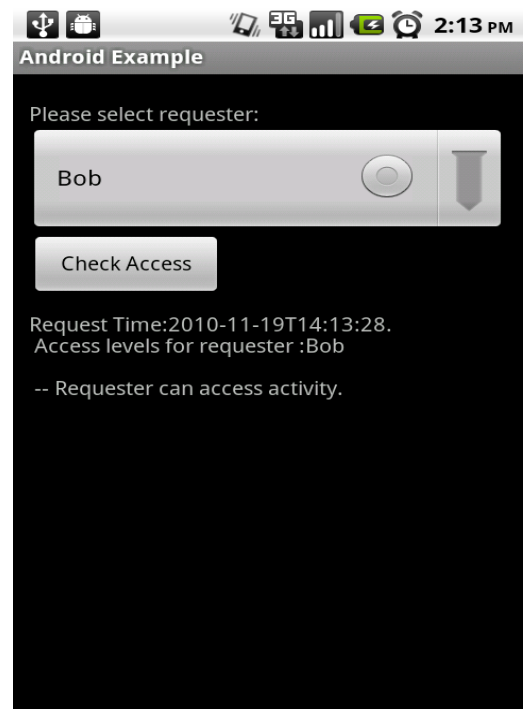 3G 2:13 PM
Android Example
Please select requester:
Bob
Check Access
Request Time:2010-11-19T14:13:28.
Access levels for requester :Bob
-- Requester can access activity.